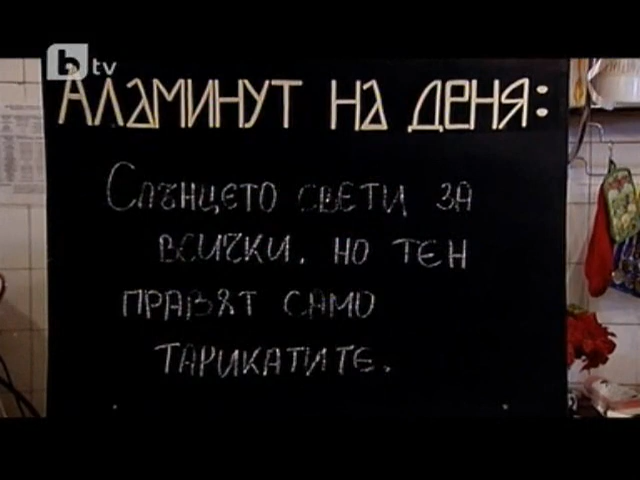 btv
Аламинут на деня:
Слънцето свети за
всички, но тен
правят само
тарикатите.